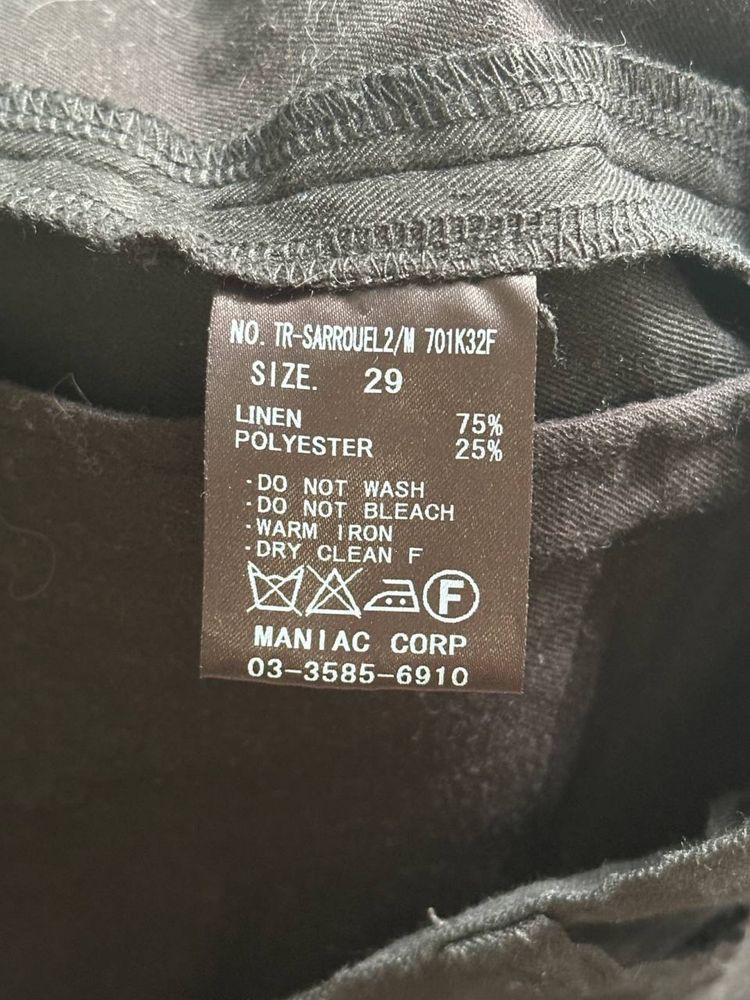 NO. TR-SARROUEL2/M 701K32F
SIZE. 29
LINEN 75%
POLYESTER 25%
·DO NOT WASH
·DO NOT BLEACH
·WARM IRON
·DRY CLEAN F
F
MANIAC CORP
03-3585-6910